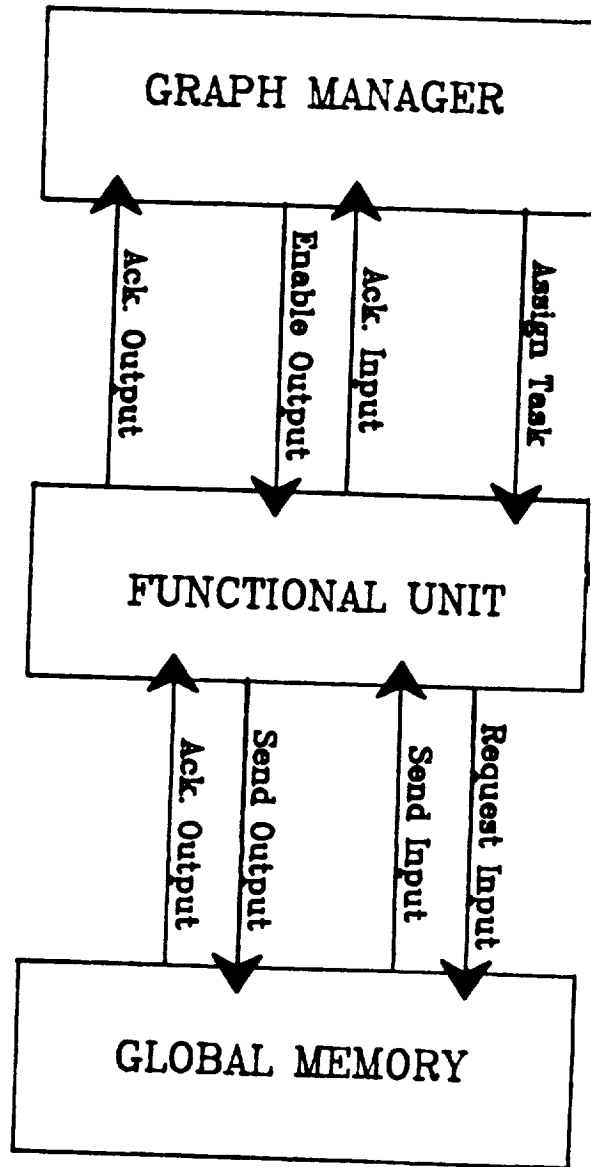 GRAPH MANAGER
Ack. Output
Enable Output
Ack. Input
Assign Task
FUNCTIONAL UNIT
Ack. Output
Send Output
Send Input
Request Input
GLOBAL MEMORY